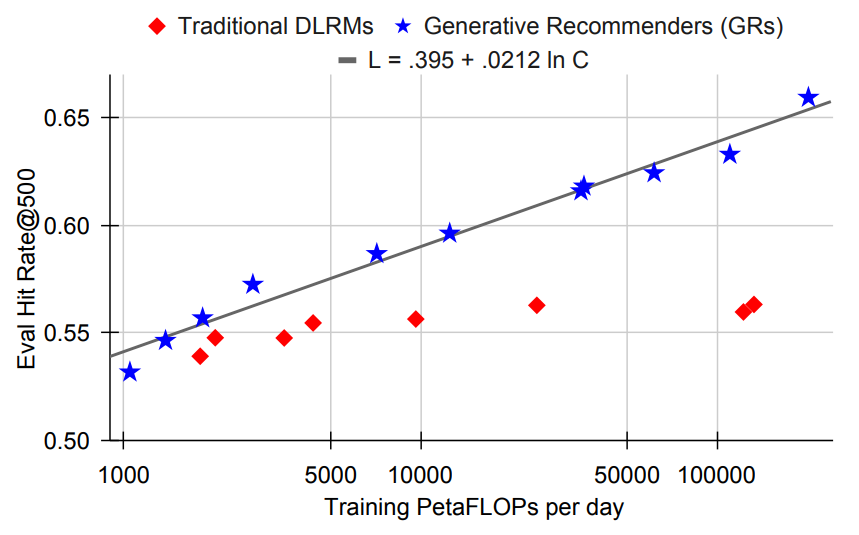 Traditional DLRMs Generative Recommenders (GRs)
L = .395 + .0212 ln C
Eval Hit Rate@500
0.65
0.60
0.55
0.50
1000 5000 10000 50000 100000
Training PetaFLOPs per day